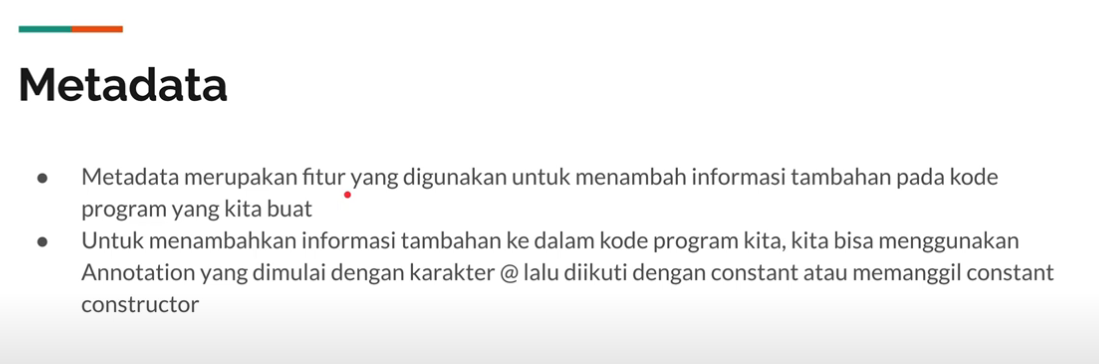 Metadata
● Metadata merupakan fitur yang digunakan untuk menambah informasi tambahan pada kode
program yang kita buat
● Untuk menambahkan informasi tambahan ke dalam kode program kita, kita bisa menggunakan
Annotation yang dimulai dengan karakter @ lalu diikuti dengan constant atau memanggil constant
constructor